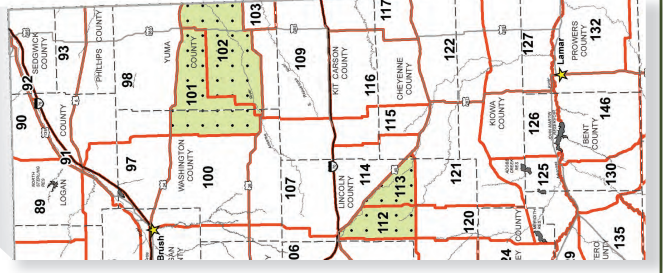 SEDGWICK
COUNTY
92
90
93
PHILLIPS COUNTY
98
YUMA
COUNTY
101
102
103
109
KIT CARSON
COUNTY
116
117
CHEYENNE
COUNTY
115
122
127
KIOWA
COUNTY
126
Lamar
132
PROWERS
COUNTY
146
BENT
COUNTY
130
125
121
120
COUNTY
135
113
112
114
LINCOLN
COUNTY
107
100
WASHINGTON
COUNTY
97
91
COUNTY
LOGAN
89
Brush
06
24